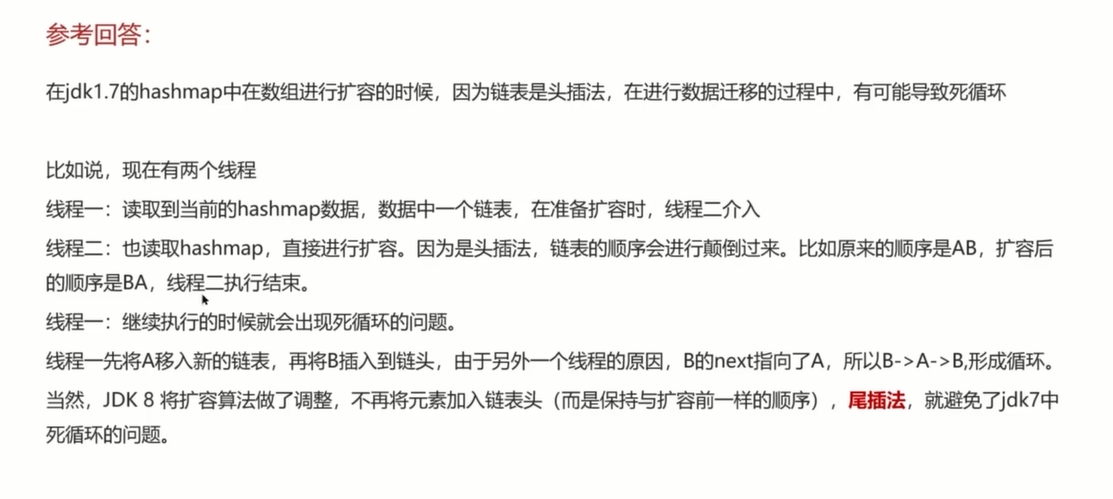 参考回答：
在jdk1.7的hashmap中在数组进行扩容的时候，因为链表是头插法，在进行数据迁移的过程中，有可能导致死循环
比如说，现在有两个线程
线程一：读取到当前的hashmap数据，数据中一个链表，在准备扩容时，线程二介入
线程二：也读取hashmap，直接进行扩容。因为是头插法，链表的顺序会进行颠倒过来。比如原来的顺序是AB，扩容后
的顺序是BA，线程二执行结束。
线程一：继续执行的时候就会出现死循环的问题。
线程一先将A移入新的链表，再将B插入到链头，由于另外一个线程的原因，B的next指向了A，所以B->A->B,形成循环。
当然，JDK 8 将扩容算法做了调整，不再将元素加入链表头（而是保持与扩容前一样的顺序），尾插法，就避免了jdk7中
死循环的问题。